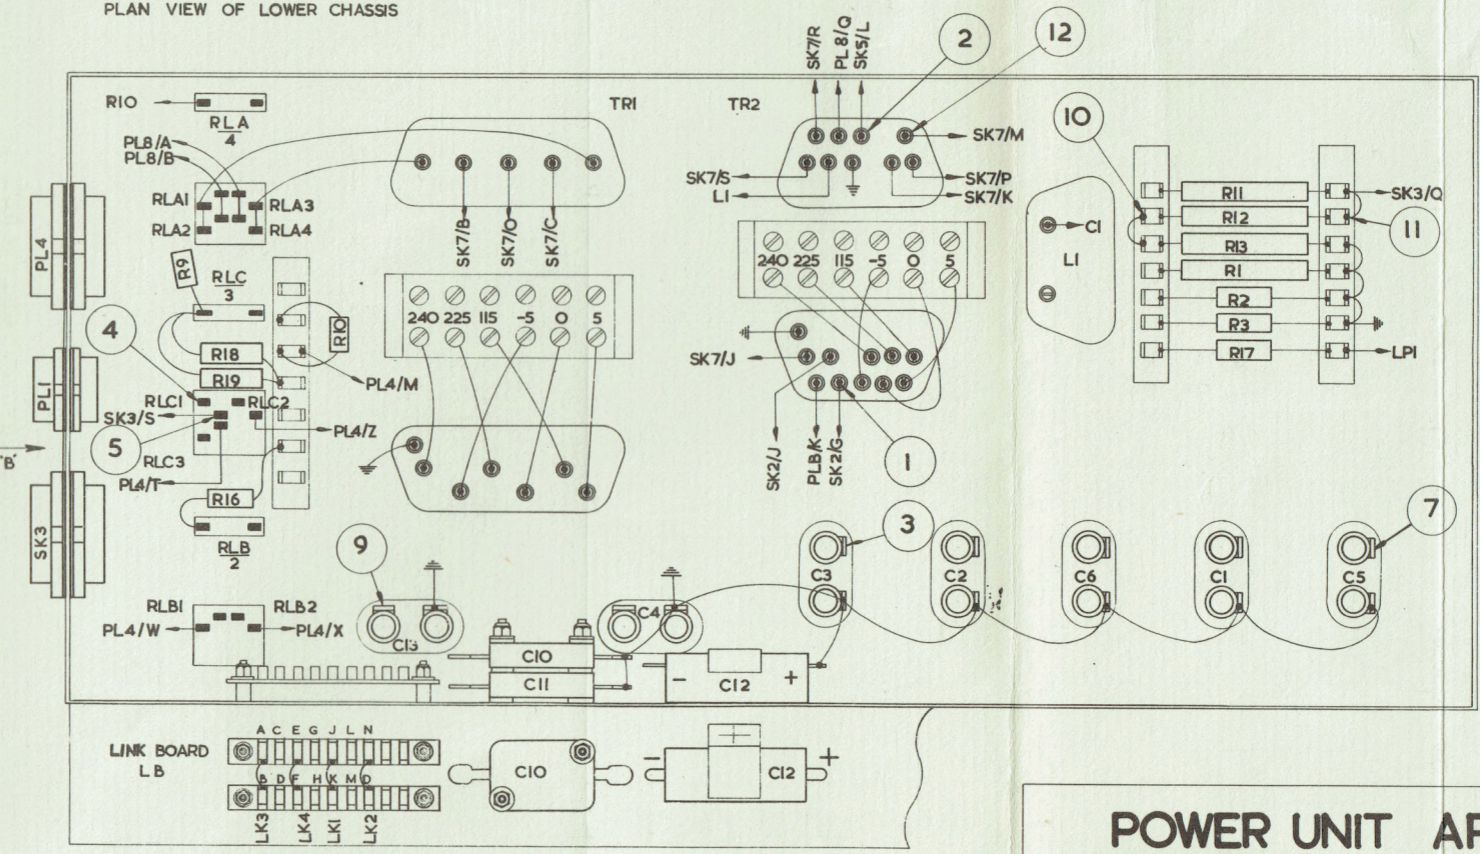 PLAN VIEW OF LOWER CHASSIS
SK7/R
PL8/Q
SK5/L
2
12
R10
RLA
4
TR1
TR2
10
PL8/A
PL8/B
SK7/M
RLA1
RLA3
RLA2
RLA4
SK7/S
L1
SK7/P
SK7/K
R11
SK3/Q
R12
R13
R1
R2
R3
R17
LP1
11
C1
L1
PL4
SK7/B
SK7/O
SK7/C
240 225 115 -5 0 5
R9
RLC
3
R10
240 225 115 -5 0 5
4
R18
R19
PL4/M
SK7/J
PL1
RLC1
RLC2
SK3/S
5
PL4/Z
'B'
RLC3
PL4/T
SK2/J
PL8/K
SK2/G
1
R16
SK3
RLB
2
9
3
7
C3
C2
C6
C1
C5
RLB1
RLB2
PL4/W
PL4/X
C13
C4
C10
C11
- C12 +
A C E G J L N
LINK BOARD
LB
B D F H K M O
LK3
LK4
LK1
LK2
C10
- C12 +
POWER UNIT